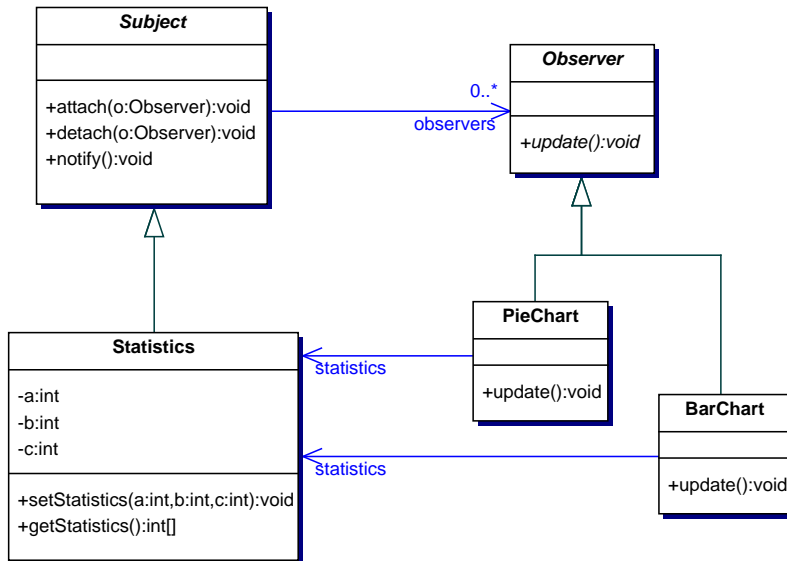 Subject
+attach(o:Observer):void
+detach(o:Observer):void
+notify():void
0..*
observers
Observer
+update():void
Statistics
-a:int
-b:int
-c:int
+setStatistics(a:int,b:int,c:int):void
+getStatistics():int[]
statistics
PieChart
+update():void
statistics
BarChart
+update():void